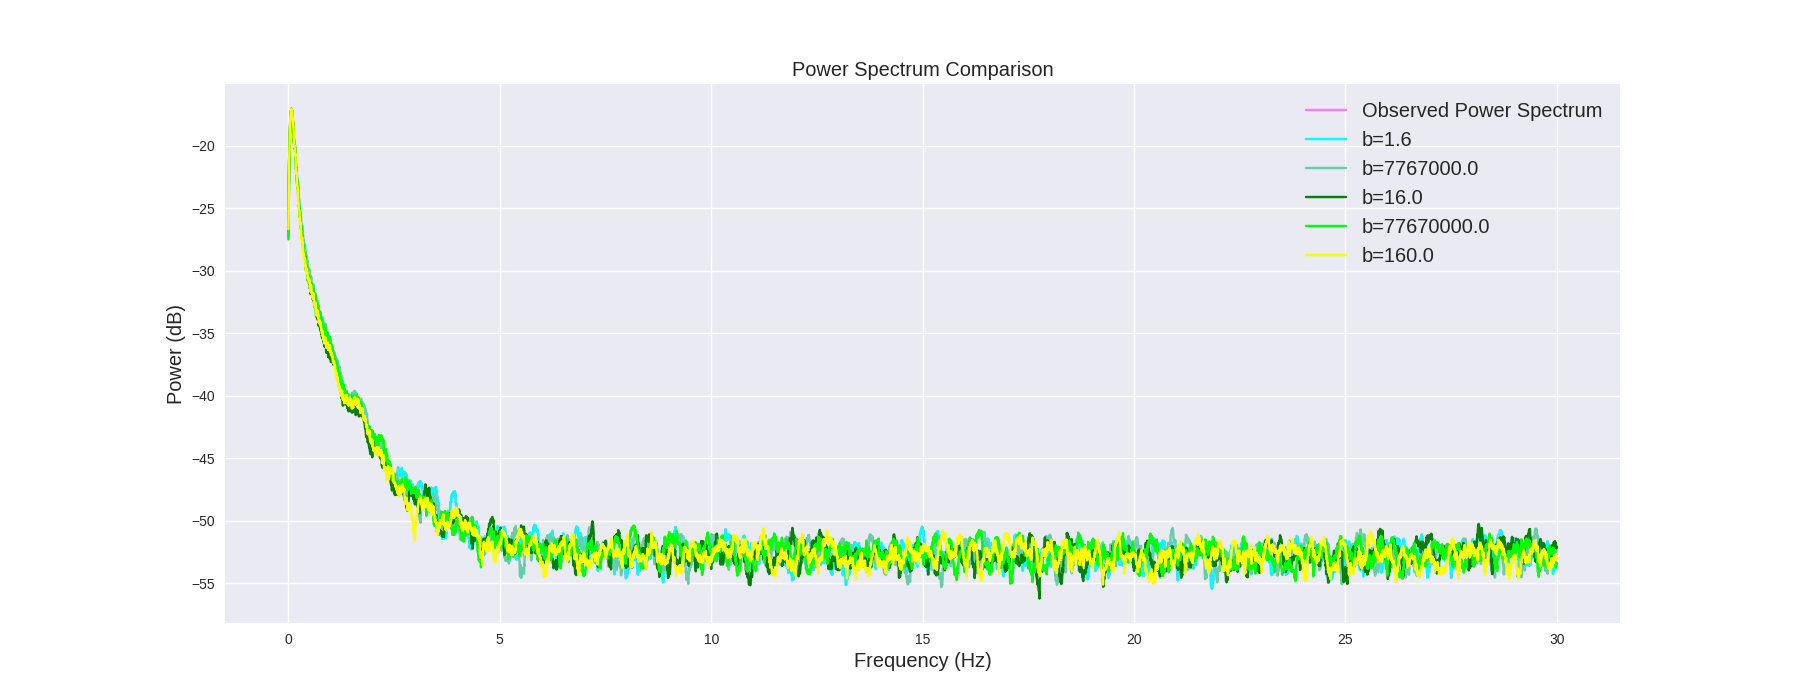 Power Spectrum Comparison
Observed Power Spectrum
b=1.6
b=7767000.0
b=16.0
b=77670000.0
b=160.0
Power (dB)
−20
−25
−30
−35
−40
−45
−50
−55
0 5 10 15 20 25 30
Frequency (Hz)